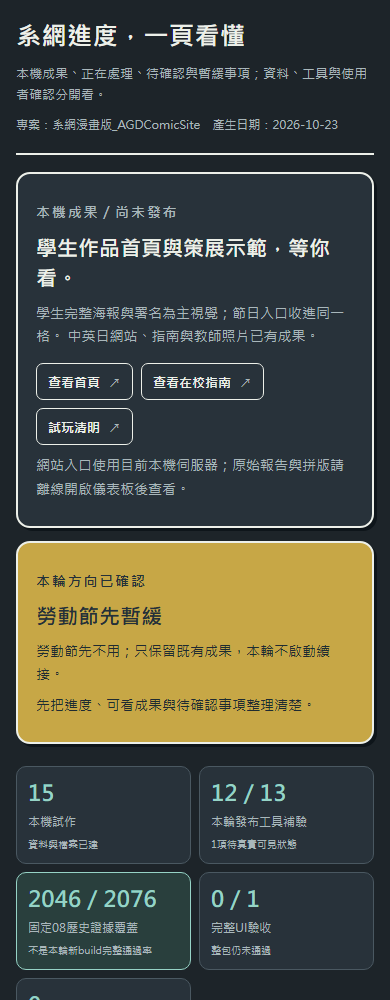 系網進度，一頁看懂
本機成果、正在處理、待確認與暫緩事項；資料、工具與使用
者確認分開看。
專案：系網漫畫版_AGDComicSite 產生日期：2026-10-23
本機成果 / 尚未發布
學生作品首頁與策展示範，等你
看。
學生完整海報與署名為主視覺；節日入口收進同一
格。 中英日網站、指南與教師照片已有成果。
查看首頁 ↗ 查看在校指南 ↗
試玩清明 ↗
網站入口使用目前本機伺服器；原始報告與拼版請
離線開啟儀表板後查看。
本輪方向已確認
勞動節先暫緩
勞動節先不用；只保留既有成果，本輪不啟動續
接。
先把進度、可看成果與待確認事項整理清楚。
15
本機試作
資料與檔案已建
12 / 13
本輪發布工具補驗
1項待真實可見狀態
2046 / 2076
固定08歷史證據覆蓋
不是本輪新build完整通過率
0 / 1
完整UI驗收
整包仍未通過